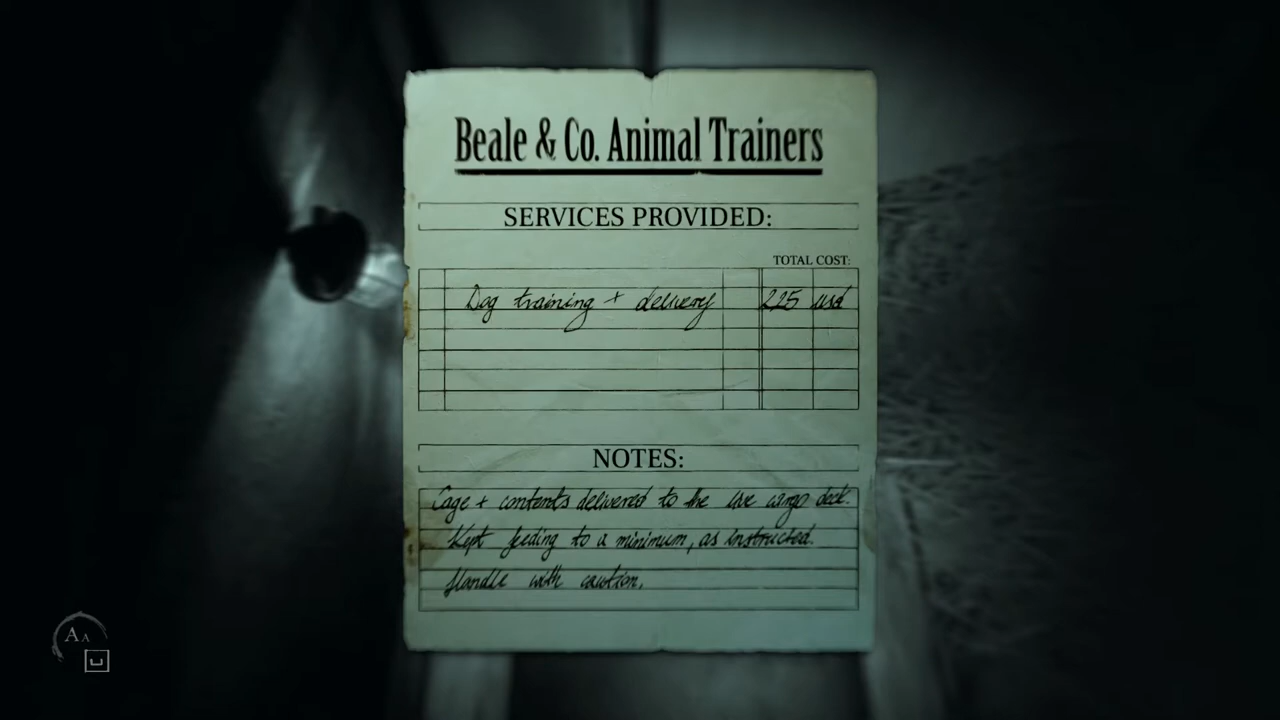 Beale & Co. Animal Trainers
SERVICES PROVIDED:
TOTAL COST:
Dog training + delivery 225 usd
NOTES:
Cage + contents delivered to the live cargo deck.
Kept feeding to a minimum, as instructed.
Handle with caution.
AA